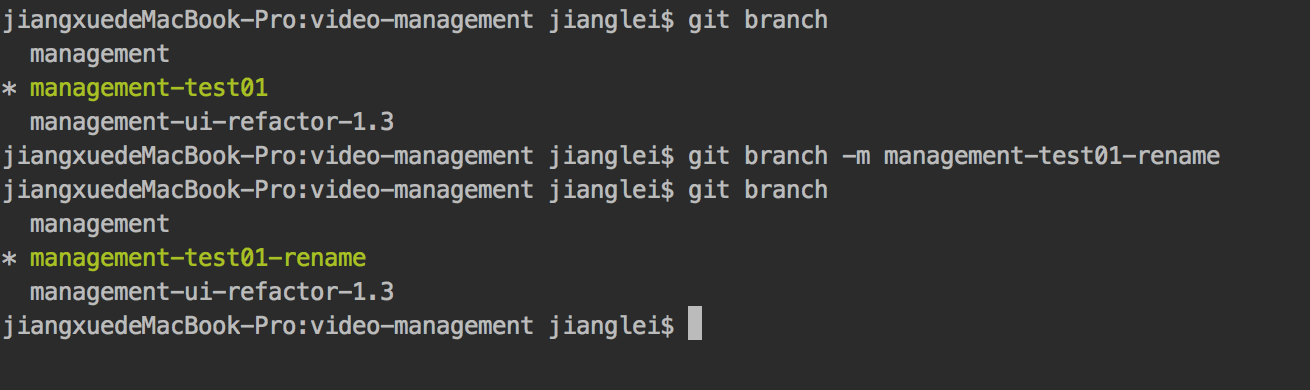 jiangxuedeMacBook-Pro:video-management jianglei$ git branch
  management
* management-test01
  management-ui-refactor-1.3
jiangxuedeMacBook-Pro:video-management jianglei$ git branch -m management-test01-rename
jiangxuedeMacBook-Pro:video-management jianglei$ git branch
  management
* management-test01-rename
  management-ui-refactor-1.3
jiangxuedeMacBook-Pro:video-management jianglei$